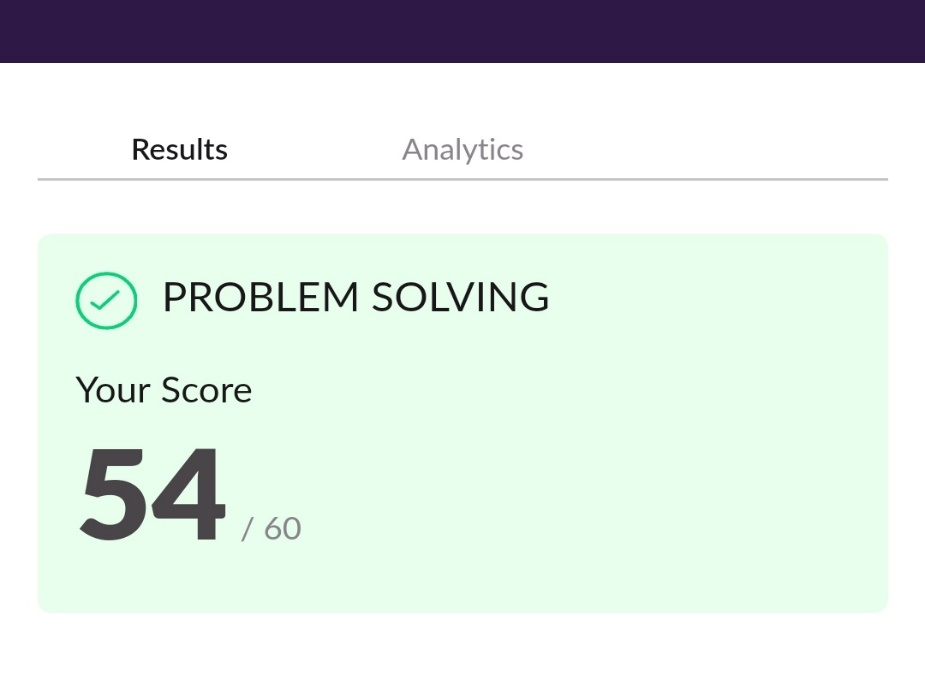 Results Analytics
PROBLEM SOLVING
Your Score
54 / 60